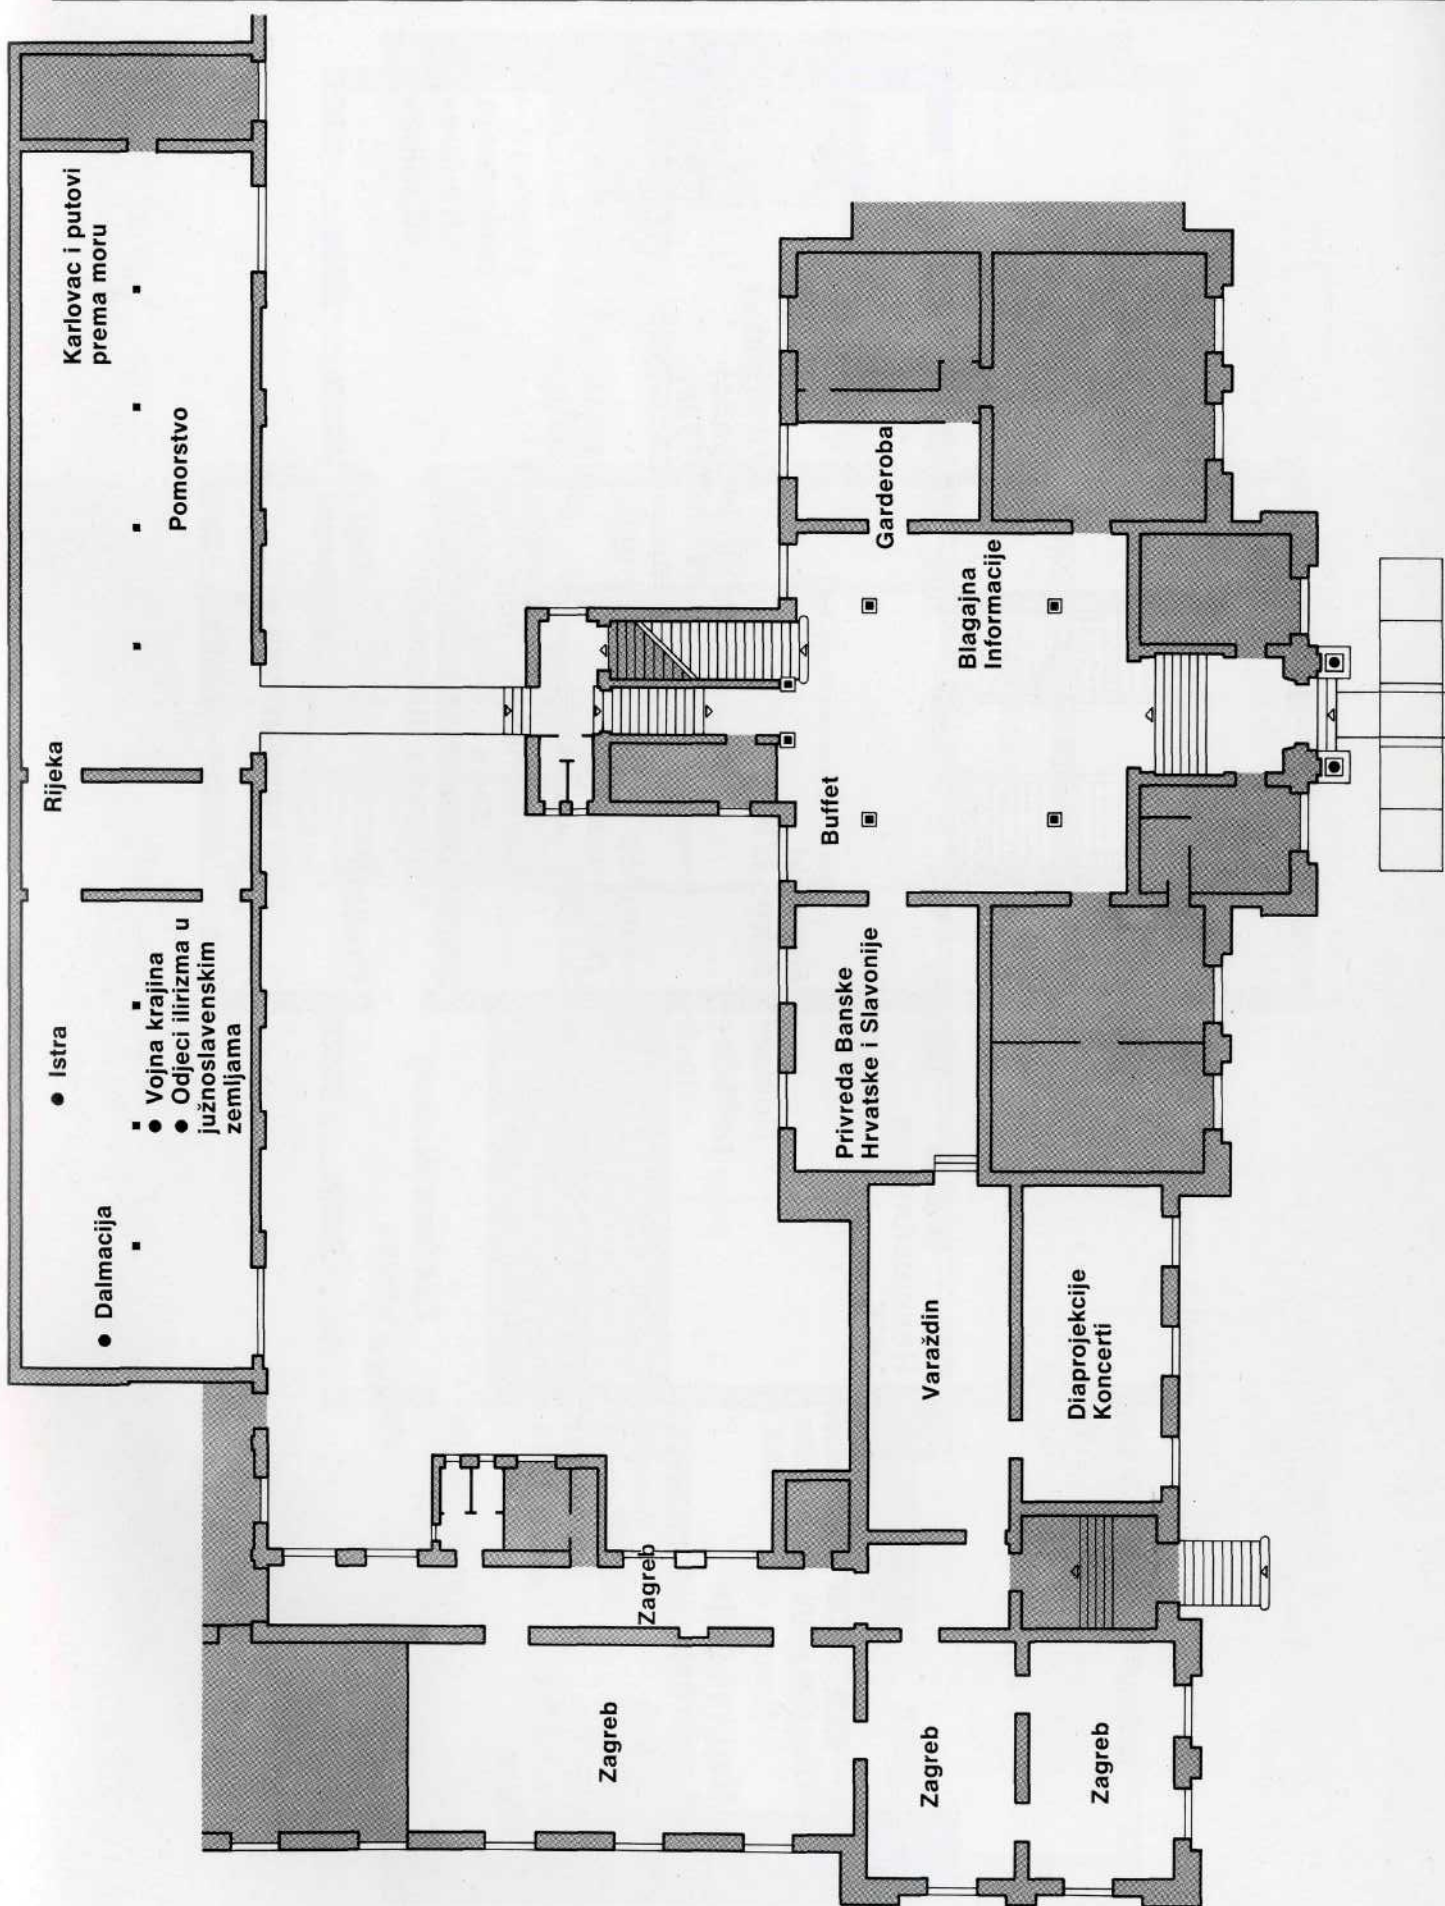 Karlovac i putovi
prema moru
Pomorstvo
Rijeka
● Istra
● Vojna krajina
● Odjeci ilirizma u
južnoslavenskim
zemljama
● Dalmacija
Garderoba
Blagajna
Informacije
Buffet
Privreda Banske
Hrvatske i Slavonije
Varaždin
Diaprojekcije
Koncerti
Zagreb
Zagreb
Zagreb
Zagreb